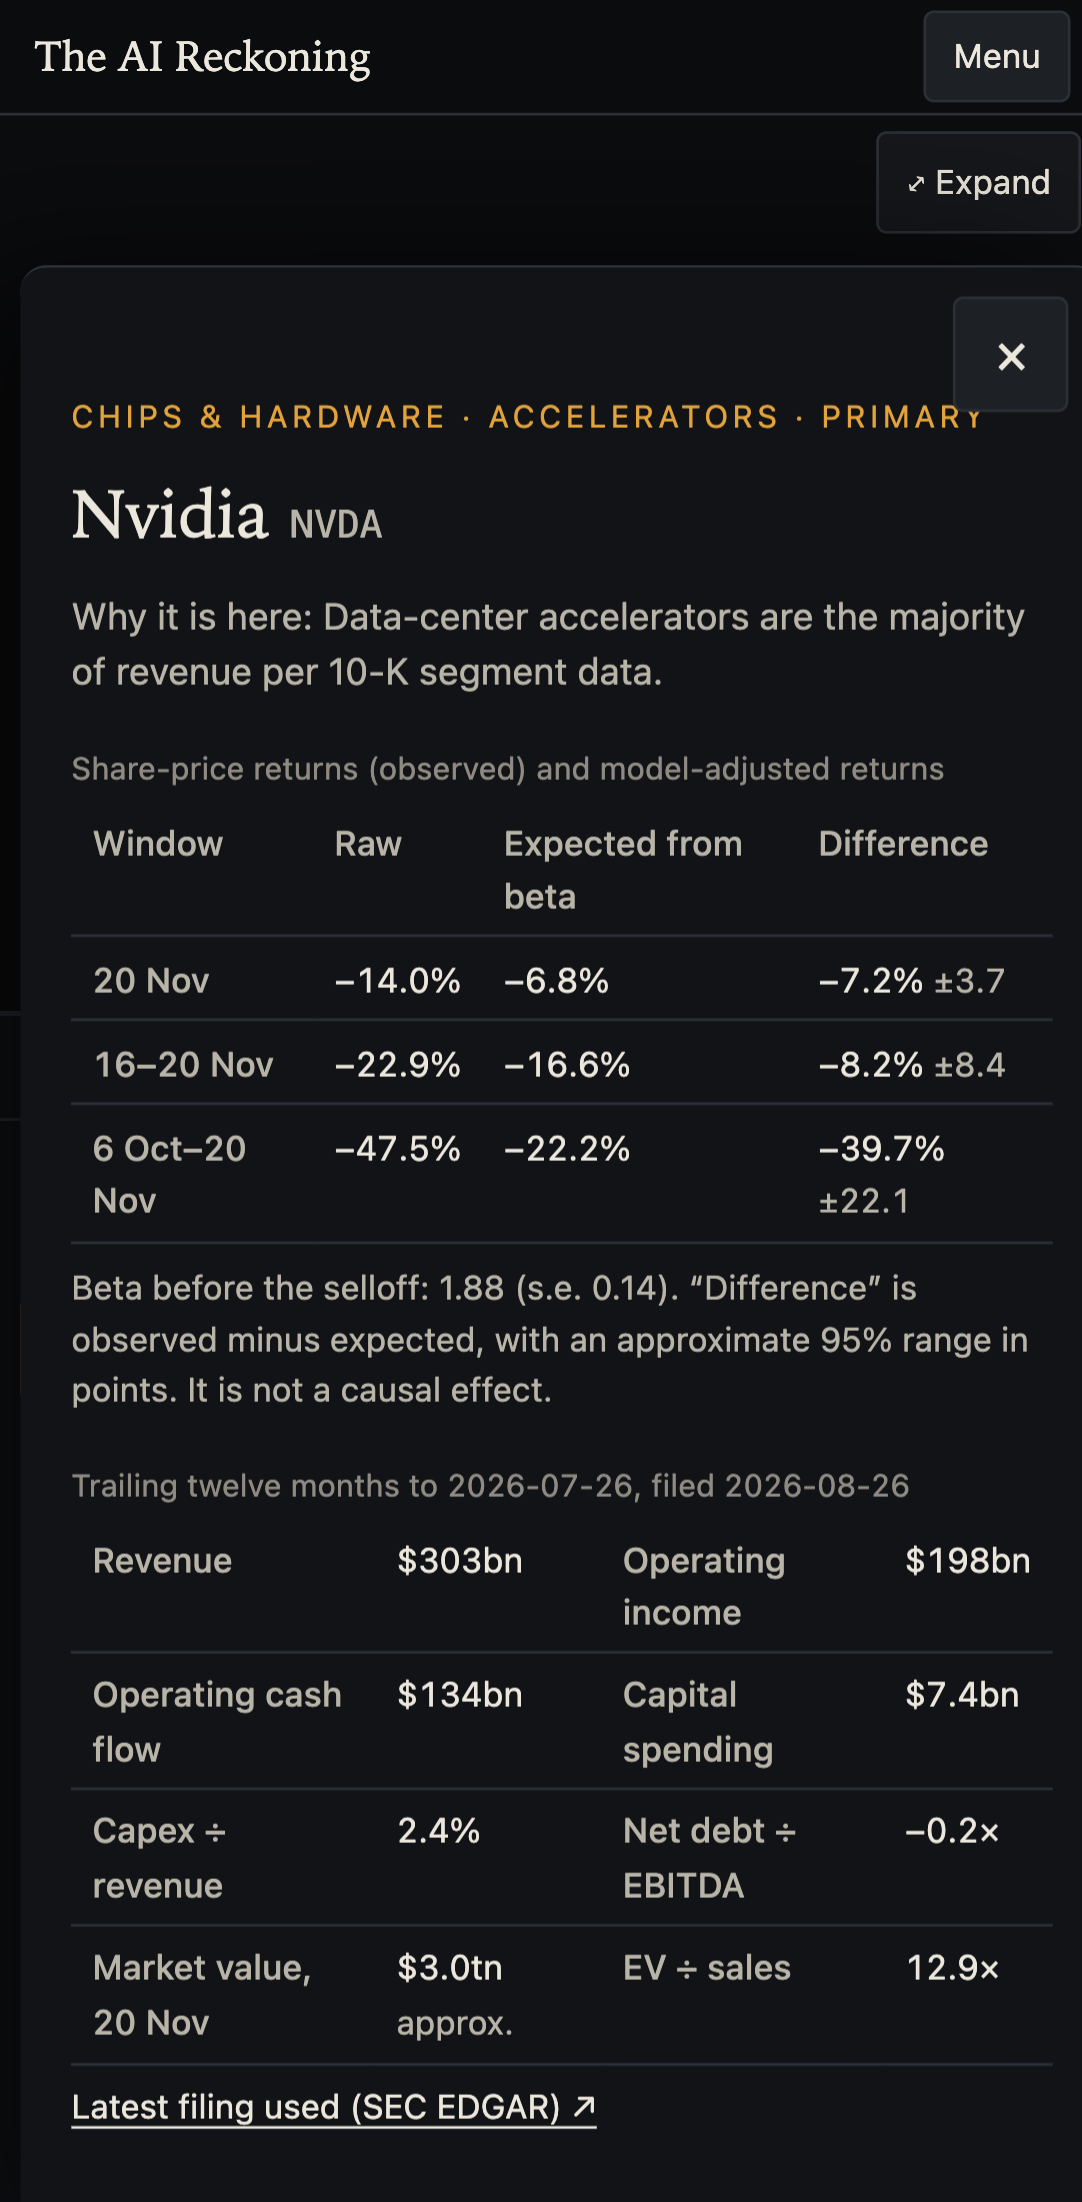 The AI Reckoning
Menu
⤢ Expand
×
CHIPS & HARDWARE · ACCELERATORS · PRIMARY
Nvidia NVDA
Why it is here: Data-center accelerators are the majority
of revenue per 10-K segment data.
Share-price returns (observed) and model-adjusted returns
Window Raw Expected from Difference
beta
20 Nov −14.0% −6.8% −7.2% ±3.7
16–20 Nov −22.9% −16.6% −8.2% ±8.4
6 Oct–20 −47.5% −22.2% −39.7%
Nov ±22.1
Beta before the selloff: 1.88 (s.e. 0.14). “Difference” is
observed minus expected, with an approximate 95% range in
points. It is not a causal effect.
Trailing twelve months to 2026-07-26, filed 2026-08-26
Revenue $303bn Operating $198bn
income
Operating cash $134bn Capital $7.4bn
flow spending
Capex ÷ 2.4% Net debt ÷ −0.2×
revenue EBITDA
Market value, $3.0tn EV ÷ sales 12.9×
20 Nov approx.
Latest filing used (SEC EDGAR) ↗